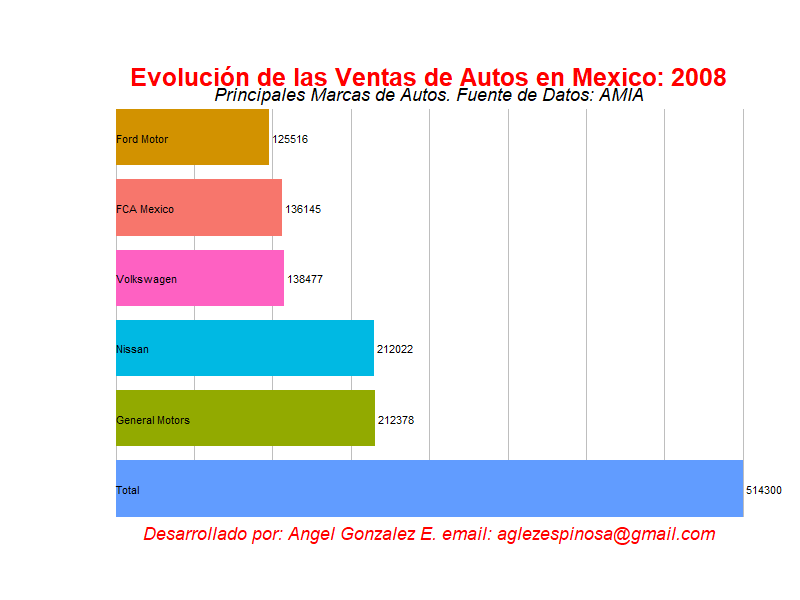 Evolución de las Ventas de Autos en Mexico: 2008
Principales Marcas de Autos. Fuente de Datos: AMIA
Ford Motor 125516
FCA Mexico 136145
Volkswagen 138477
Nissan 212022
General Motors 212378
Total 514300
Desarrollado por: Angel Gonzalez E. email: aglezespinosa@gmail.com